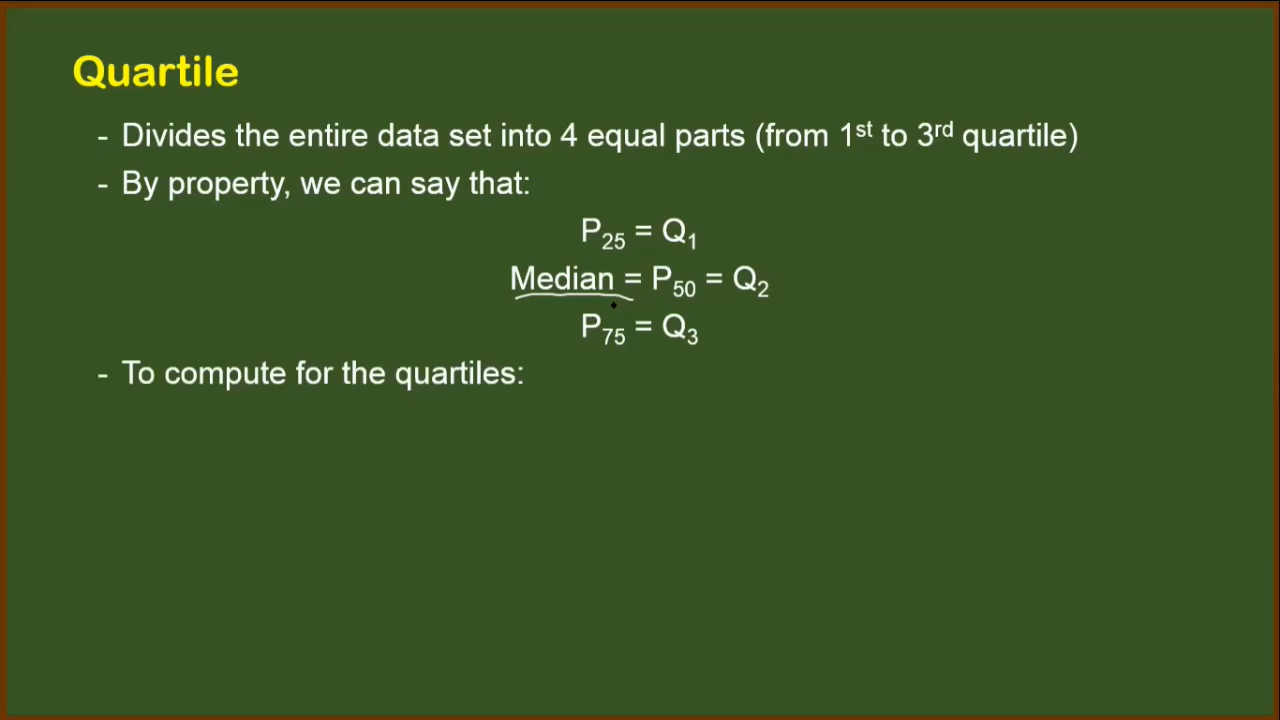 Quartile
- Divides the entire data set into 4 equal parts (from 1st to 3rd quartile)
- By property, we can say that:
P25 = Q1
Median = P50 = Q2
P75 = Q3
- To compute for the quartiles: